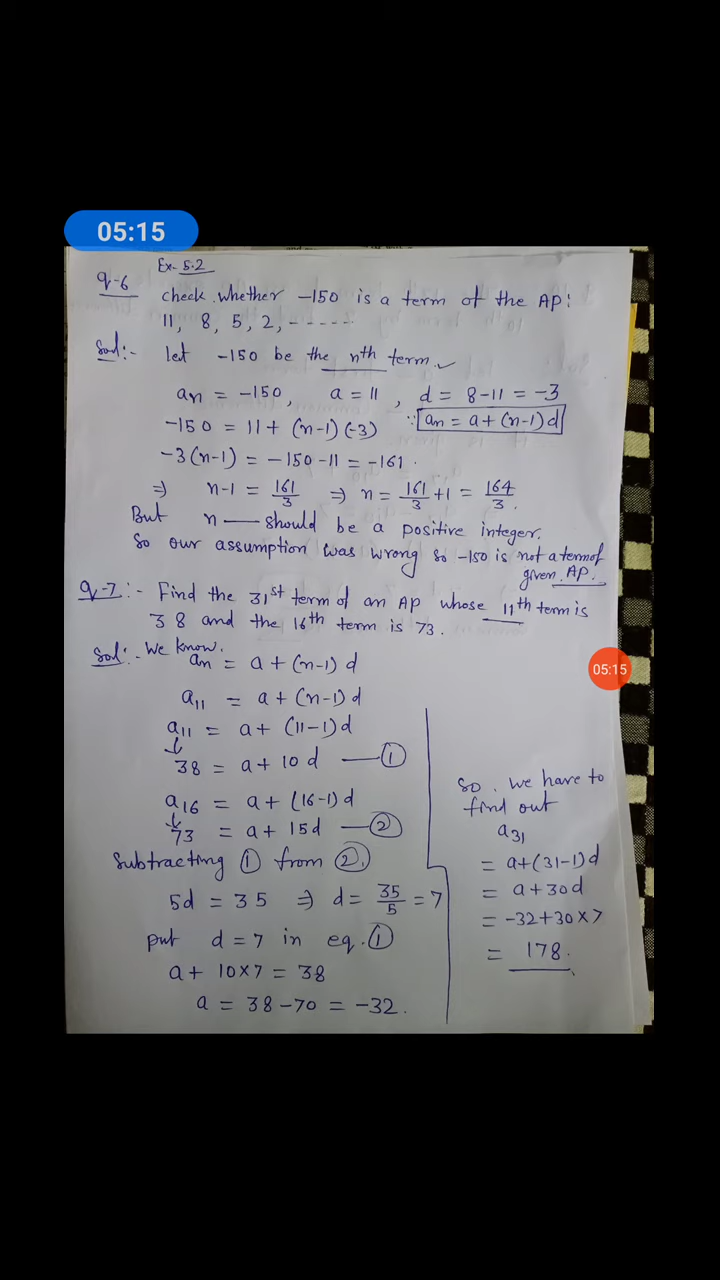 05:15
Ex- 5.2
q-6
check whether -150 is a term of the AP:
11, 8, 5, 2, ------
Sol:- let -150 be the nth term.
an = -150, a = 11, d = 8-11 = -3
-150 = 11 + (n-1)(-3) ∵ an = a + (n-1)d
-3(n-1) = -150-11 = -161.
⇒ n-1 = 161/3 ⇒ n = 161/3 +1 = 164/3.
But n — should be a positive integer.
So our assumption was wrong so -150 is not a term of
given AP.
q-7:- Find the 31st term of an AP whose 11th term is
38 and the 16th term is 73.
Sol:- We know.
an = a + (n-1)d
a11 = a + (n-1)d
a11 = a + (11-1)d
↓
38 = a + 10d — ①
a16 = a + (16-1)d
↓
73 = a + 15d — ②
Subtracting ① from ②.
5d = 35 ⇒ d = 35/5 = 7
put d = 7 in eq. ①
a + 10×7 = 38
a = 38-70 = -32.
05:15
So, we have to
find out
a31
= a+(31-1)d
= a+30d
= -32+30×7
= 178.